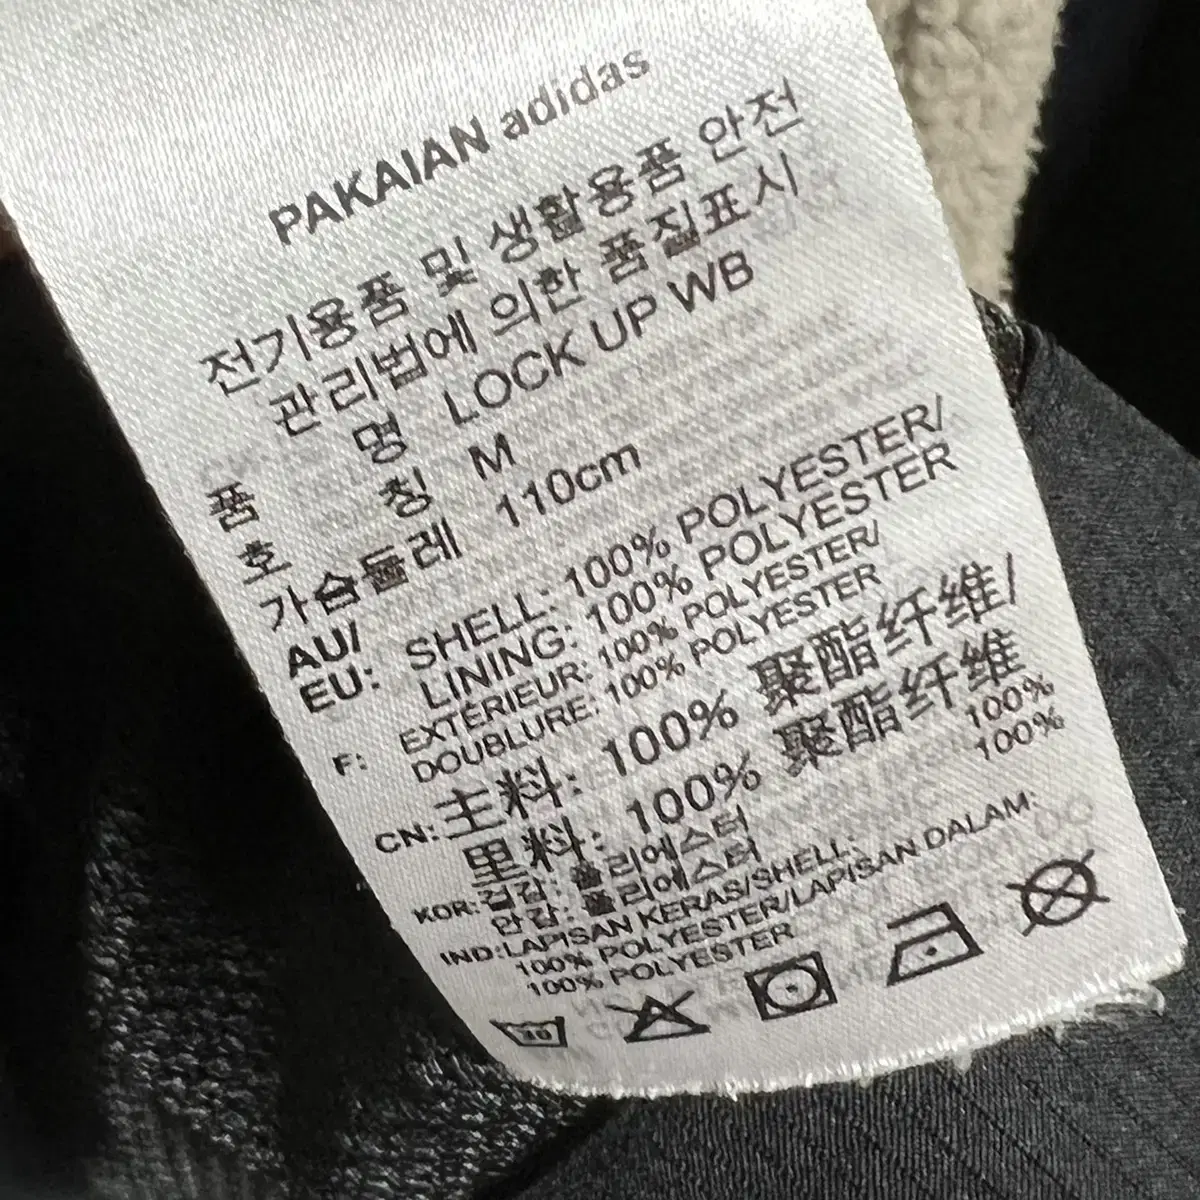 PAKAIAN adidas
전기용품 및 생활용품 안전
관리법에 의한 품질표시
품 명 LOCK UP WB
호 칭 M
가슴둘레 110cm
AU/
EU: SHELL: 100% POLYESTER/
LINING: 100% POLYESTER
F: EXTÉRIEUR: 100% POLYESTER/
DOUBLURE: 100% POLYESTER
CN: 主料: 100% 聚酯纤维/
里料: 100% 聚酯纤维
KOR: 겉감: 폴리에스터 100%
안감: 폴리에스터 100%
IND: LAPISAN KERAS/SHELL:
100% POLYESTER/LAPISAN DALAM:
100% POLYESTER